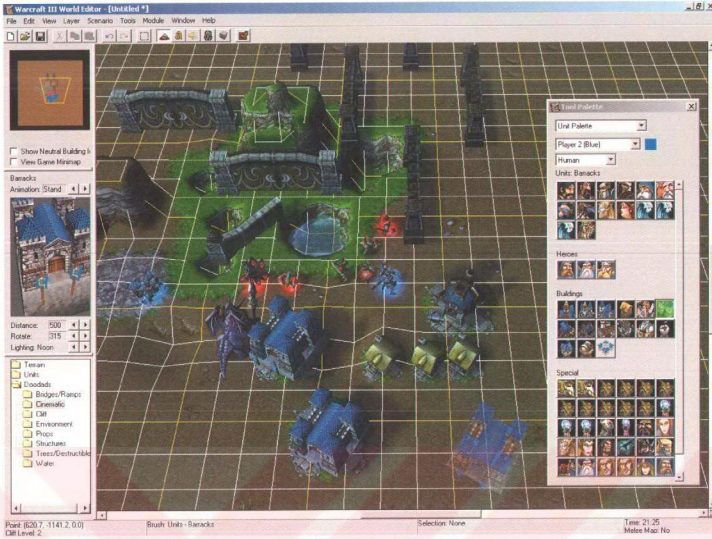 Warcraft III World Editor - [Untitled *]
File Edit View Layer Scenario Tools Module Window Help
Show Neutral Building I
View Game Minimap
Barracks
Animation: Stand
Distance: 500
Rotate: 315
Lighting: Noon
Terrain
Units
Doodads
Bridges/Ramps
Cinematic
Cliff
Environment
Props
Structures
Trees/Destructible
Water
Tool Palette
Unit Palette
Player 2 (Blue)
Human
Units: Barracks
Heroes
Buildings
Special
Point: (620.7, -1141.2, 0.0)
Cliff Level: 2
Brush: Units - Barracks
Selection: None
Time: 21:25
Melee Map: No